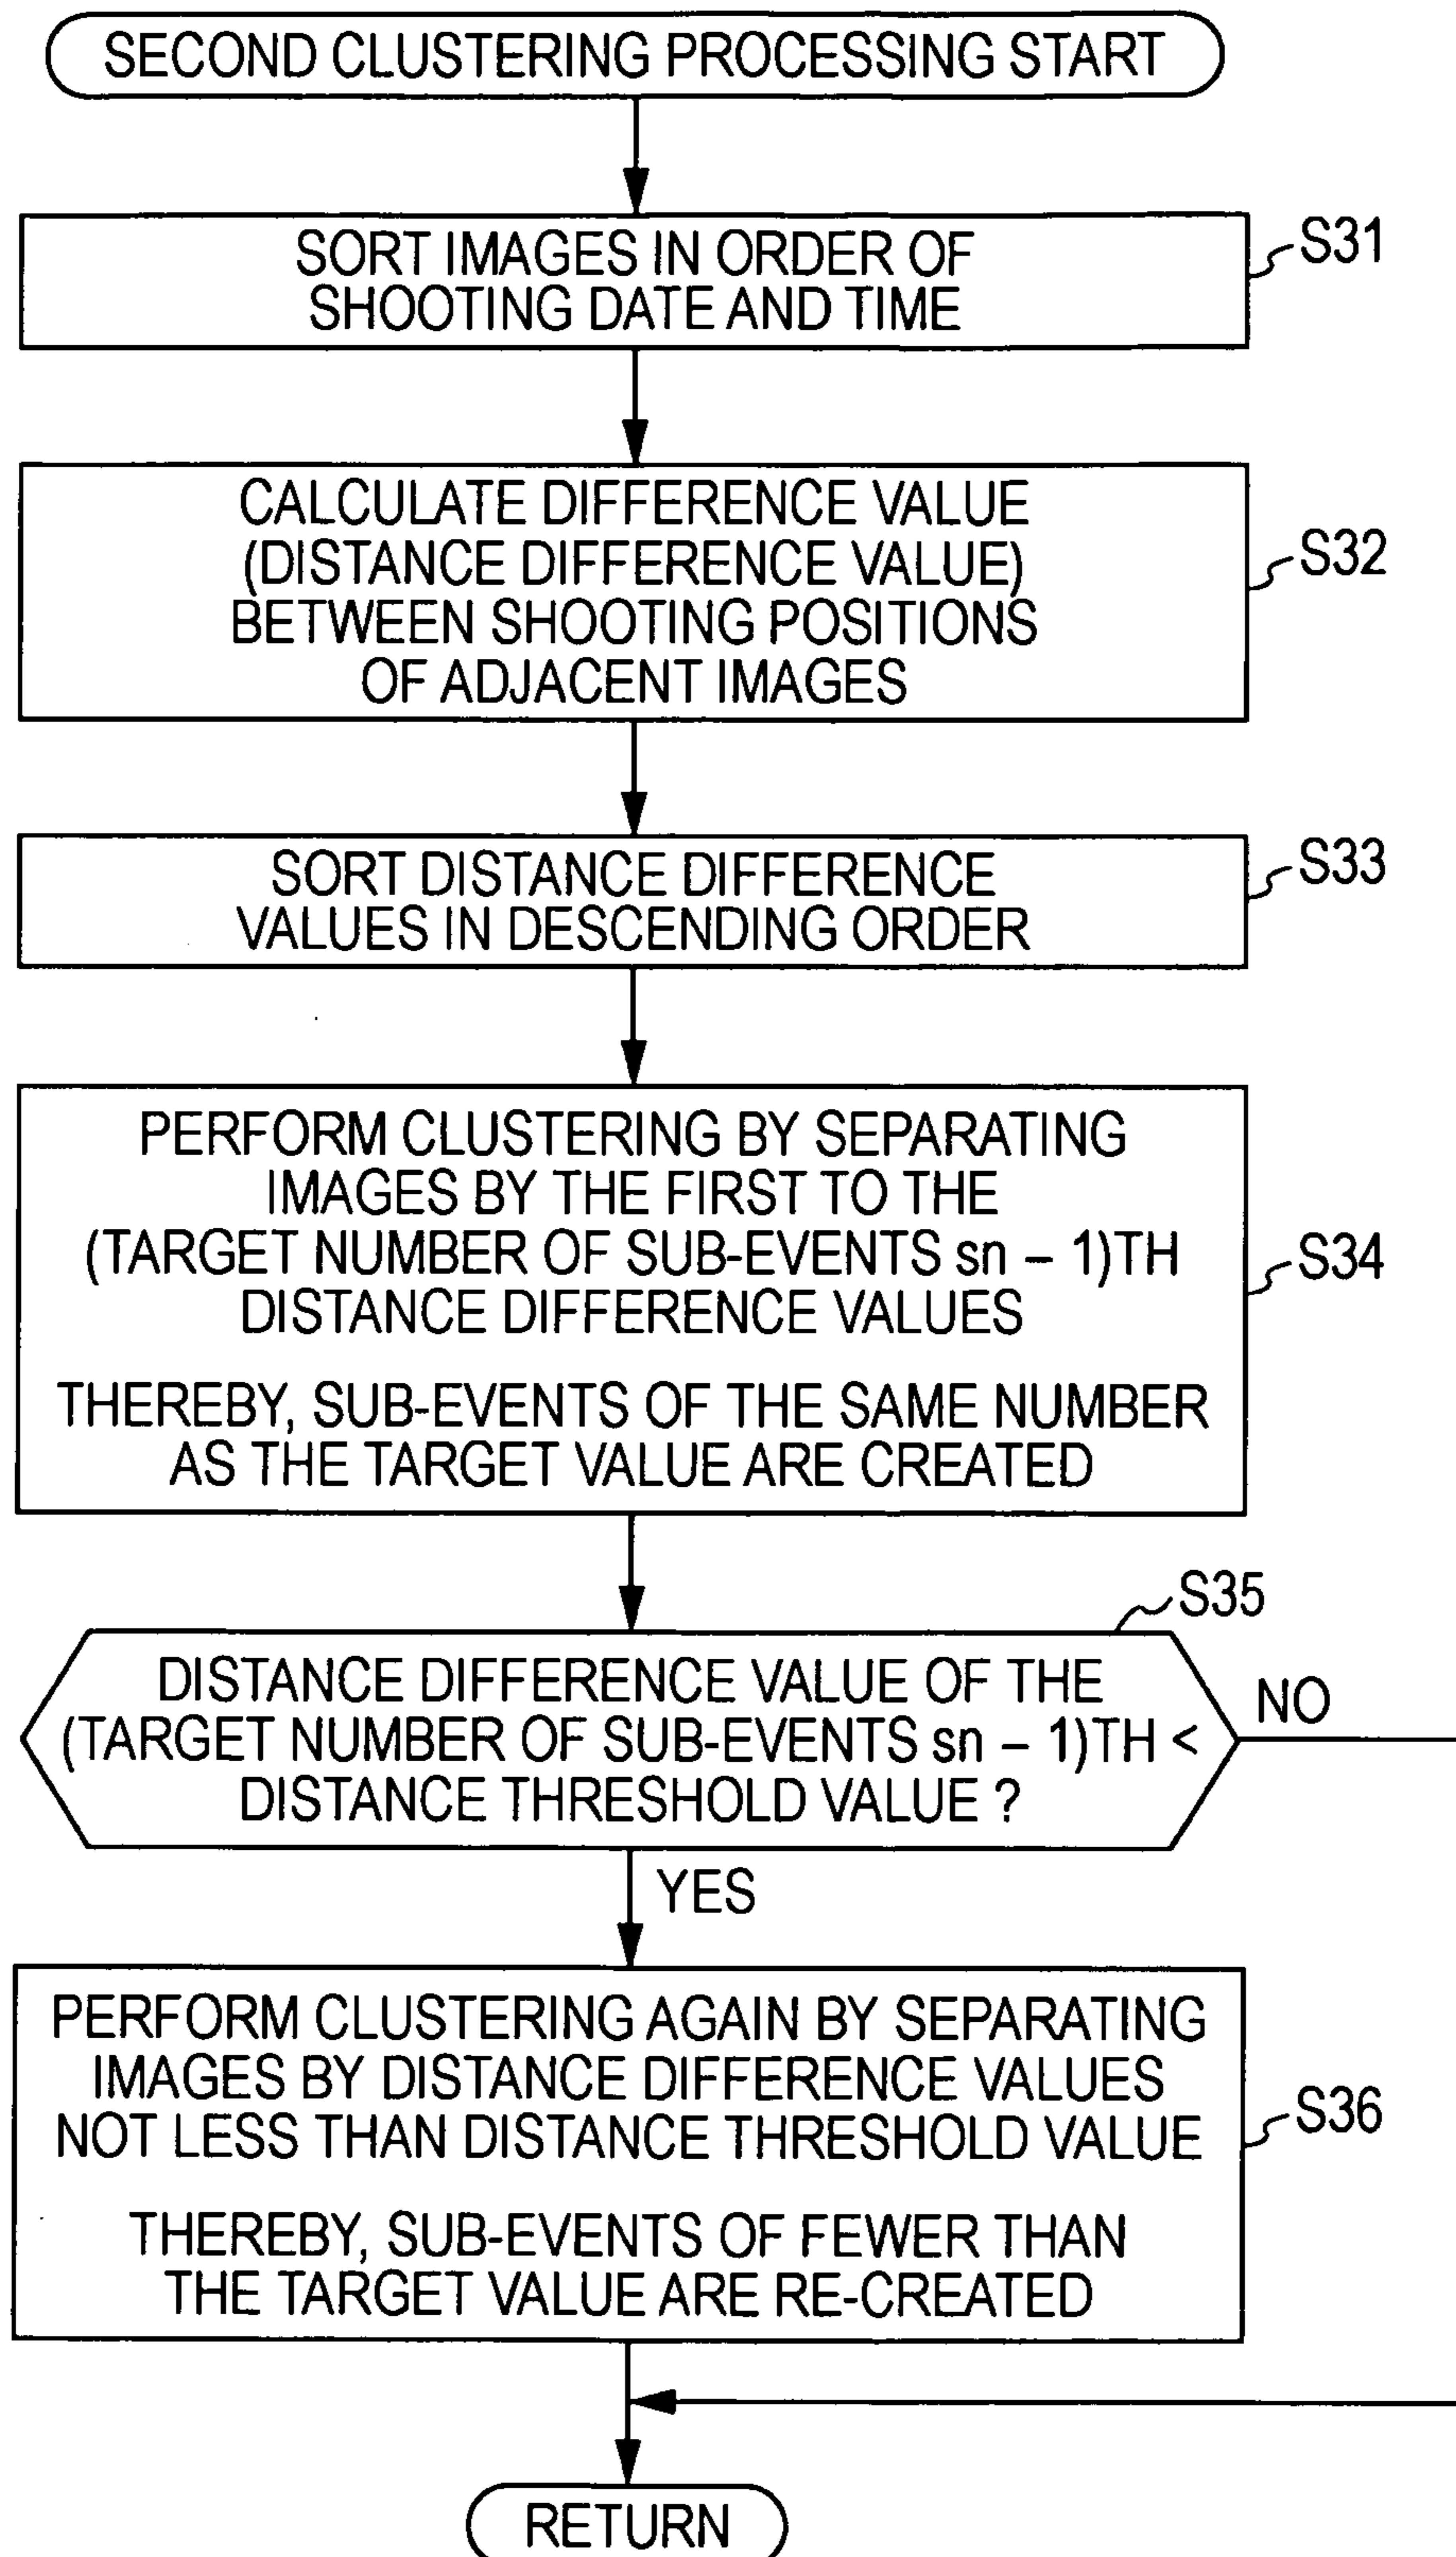 SECOND CLUSTERING PROCESSING START
SORT IMAGES IN ORDER OF
SHOOTING DATE AND TIME
S31
CALCULATE DIFFERENCE VALUE
(DISTANCE DIFFERENCE VALUE)
BETWEEN SHOOTING POSITIONS
OF ADJACENT IMAGES
S32
SORT DISTANCE DIFFERENCE
VALUES IN DESCENDING ORDER
S33
PERFORM CLUSTERING BY SEPARATING
IMAGES BY THE FIRST TO THE
(TARGET NUMBER OF SUB-EVENTS sn – 1)TH
DISTANCE DIFFERENCE VALUES
THEREBY, SUB-EVENTS OF THE SAME NUMBER
AS THE TARGET VALUE ARE CREATED
S34
S35
DISTANCE DIFFERENCE VALUE OF THE
(TARGET NUMBER OF SUB-EVENTS sn – 1)TH <
DISTANCE THRESHOLD VALUE ?
NO
YES
PERFORM CLUSTERING AGAIN BY SEPARATING
IMAGES BY DISTANCE DIFFERENCE VALUES
NOT LESS THAN DISTANCE THRESHOLD VALUE
THEREBY, SUB-EVENTS OF FEWER THAN
THE TARGET VALUE ARE RE-CREATED
S36
RETURN